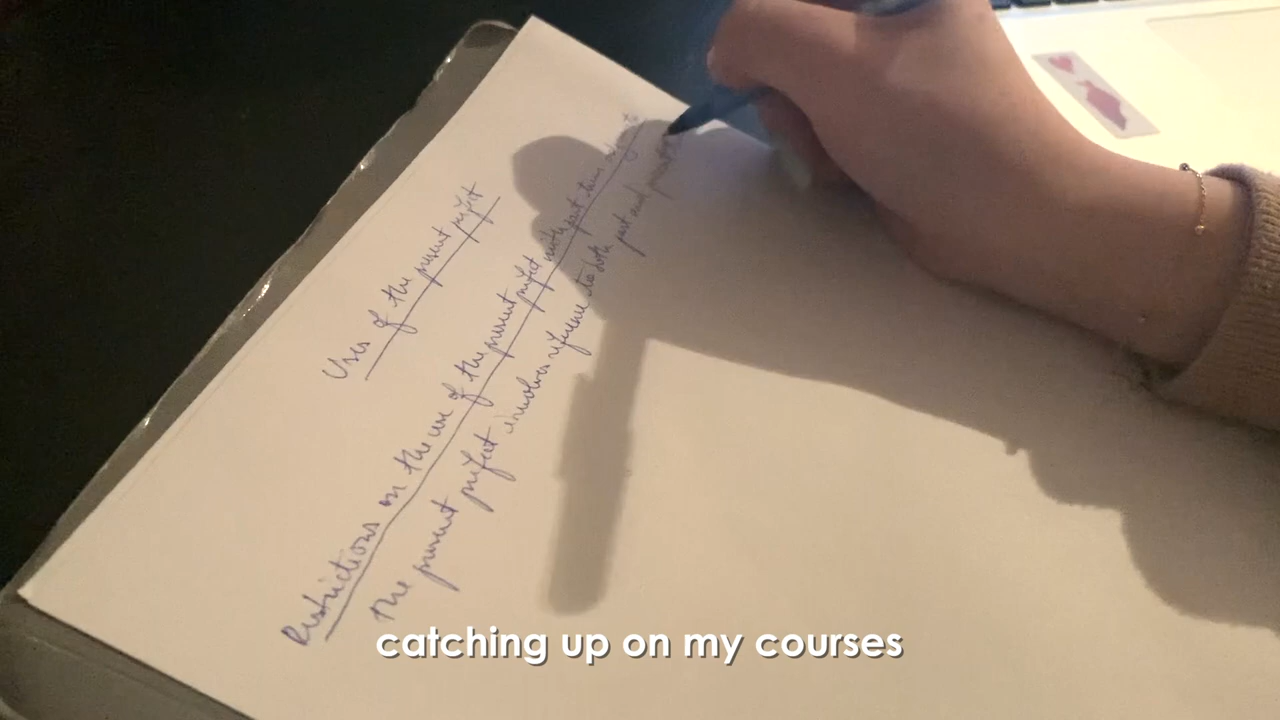 Uses of the present perfect
Restrictions on the use of the present perfect with past time
the present perfect involves reference to both past and present
catching up on my courses